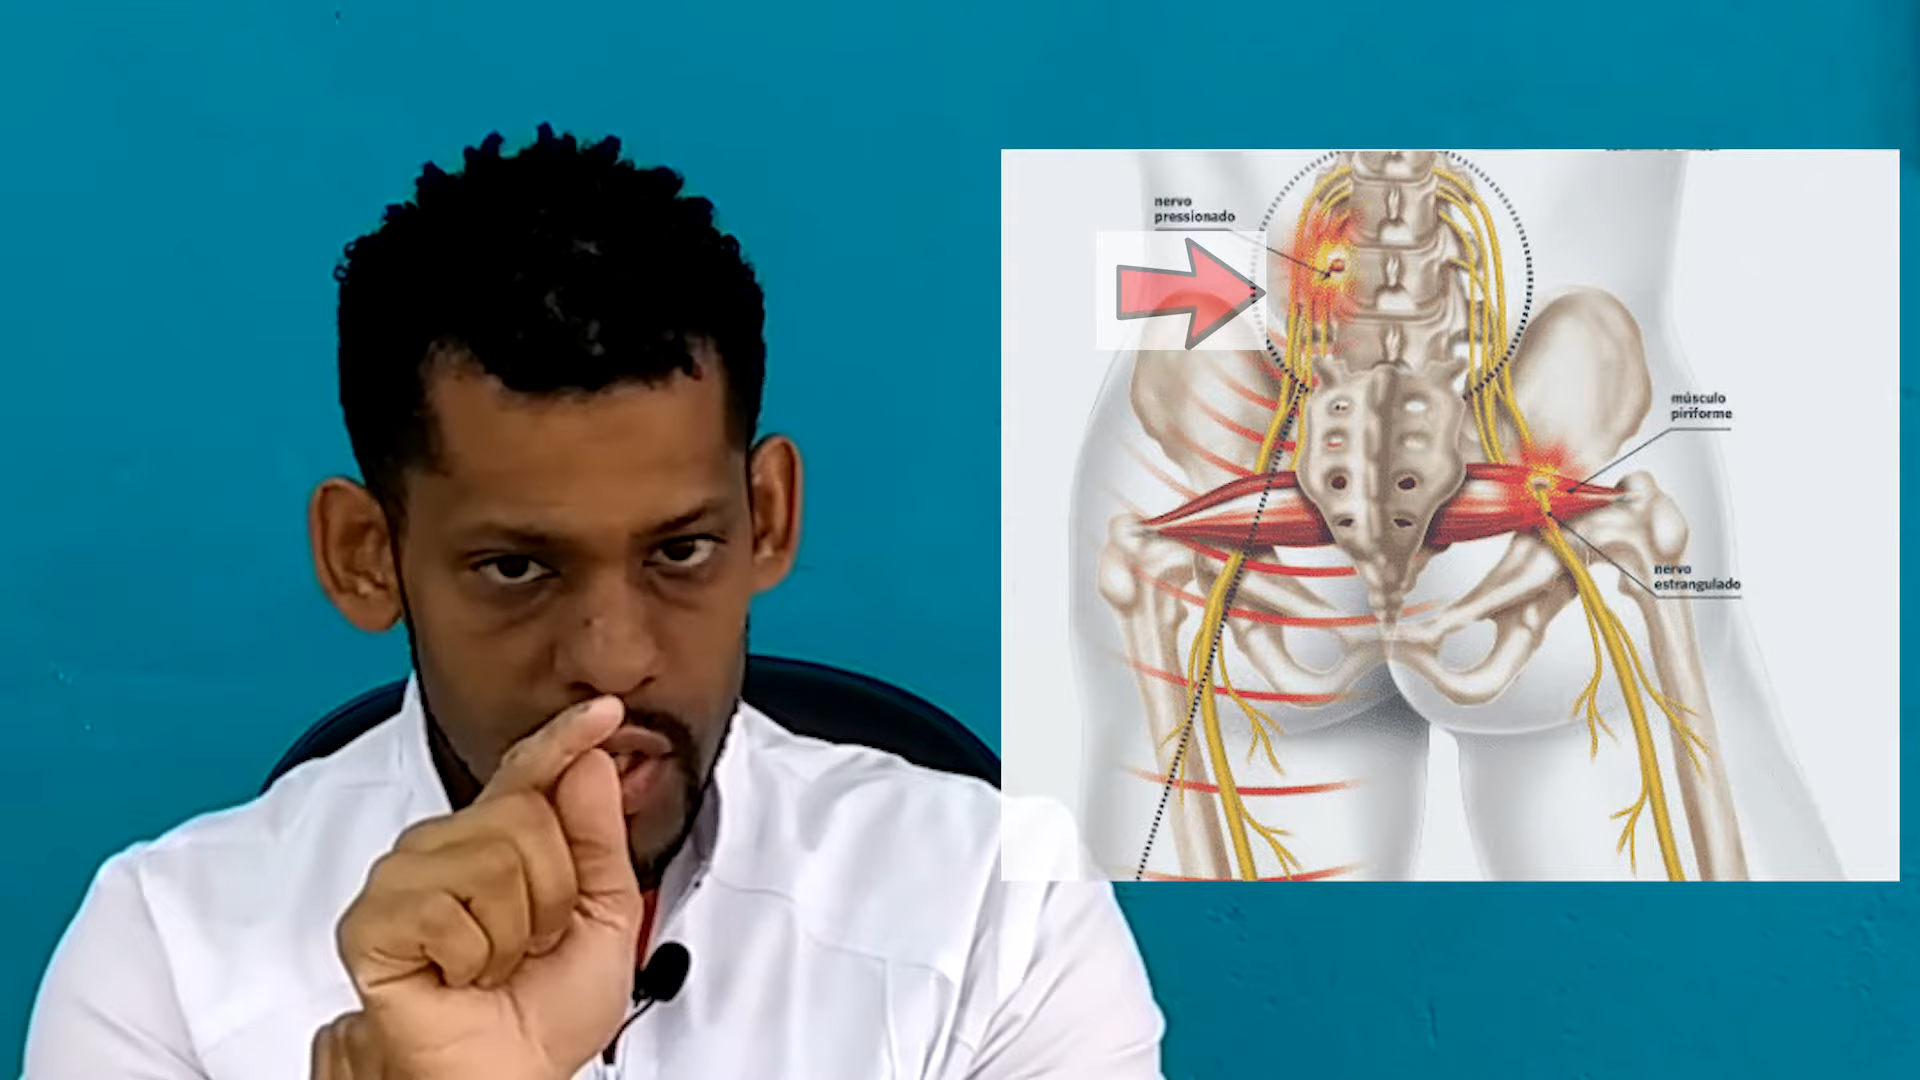 nervo
pressionado
músculo
piriforme
nervo
estrangulado